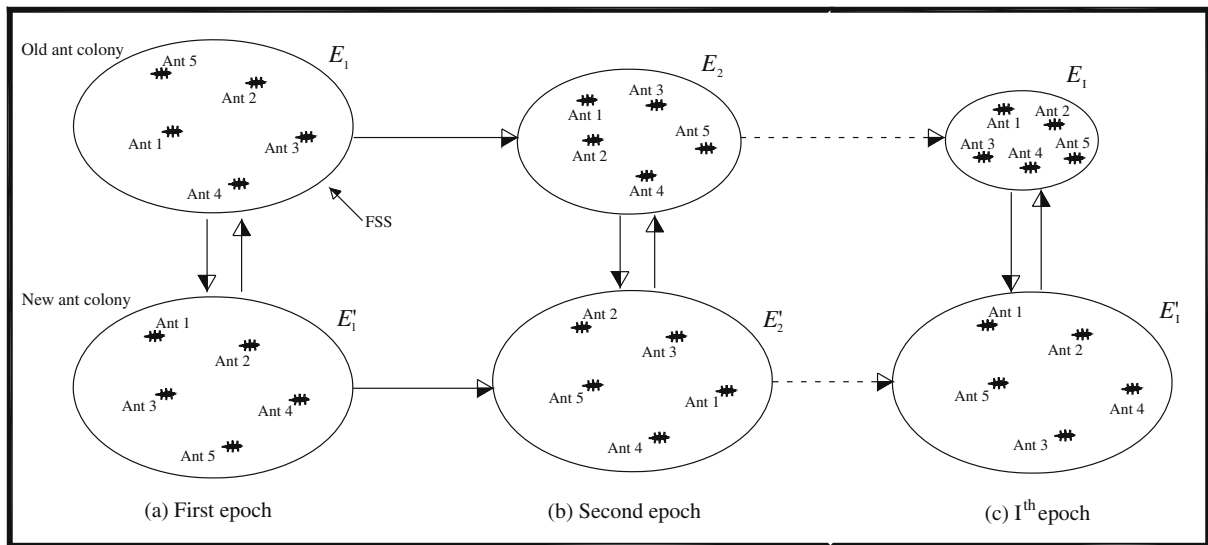 Old ant colony
E₁
Ant 5
Ant 2
Ant 1
Ant 3
Ant 4
FSS
E₂
Ant 3
Ant 1
Ant 5
Ant 2
Ant 4
E_I
Ant 1
Ant 2
Ant 3
Ant 4
Ant 5
New ant colony
E'₁
Ant 1
Ant 2
Ant 3
Ant 4
Ant 5
E'₂
Ant 2
Ant 3
Ant 5
Ant 1
Ant 4
E'_I
Ant 1
Ant 2
Ant 5
Ant 4
Ant 3
(a) First epoch
(b) Second epoch
(c) I^th epoch